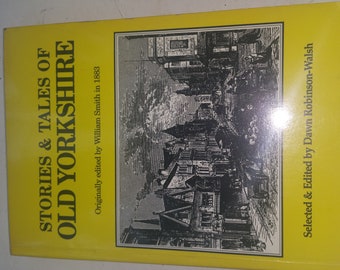 STORIES & TALES OF
OLD YORKSHIRE
Originally edited by William Smith in 1883
Selected & Edited by Dawn Robinson-Walsh